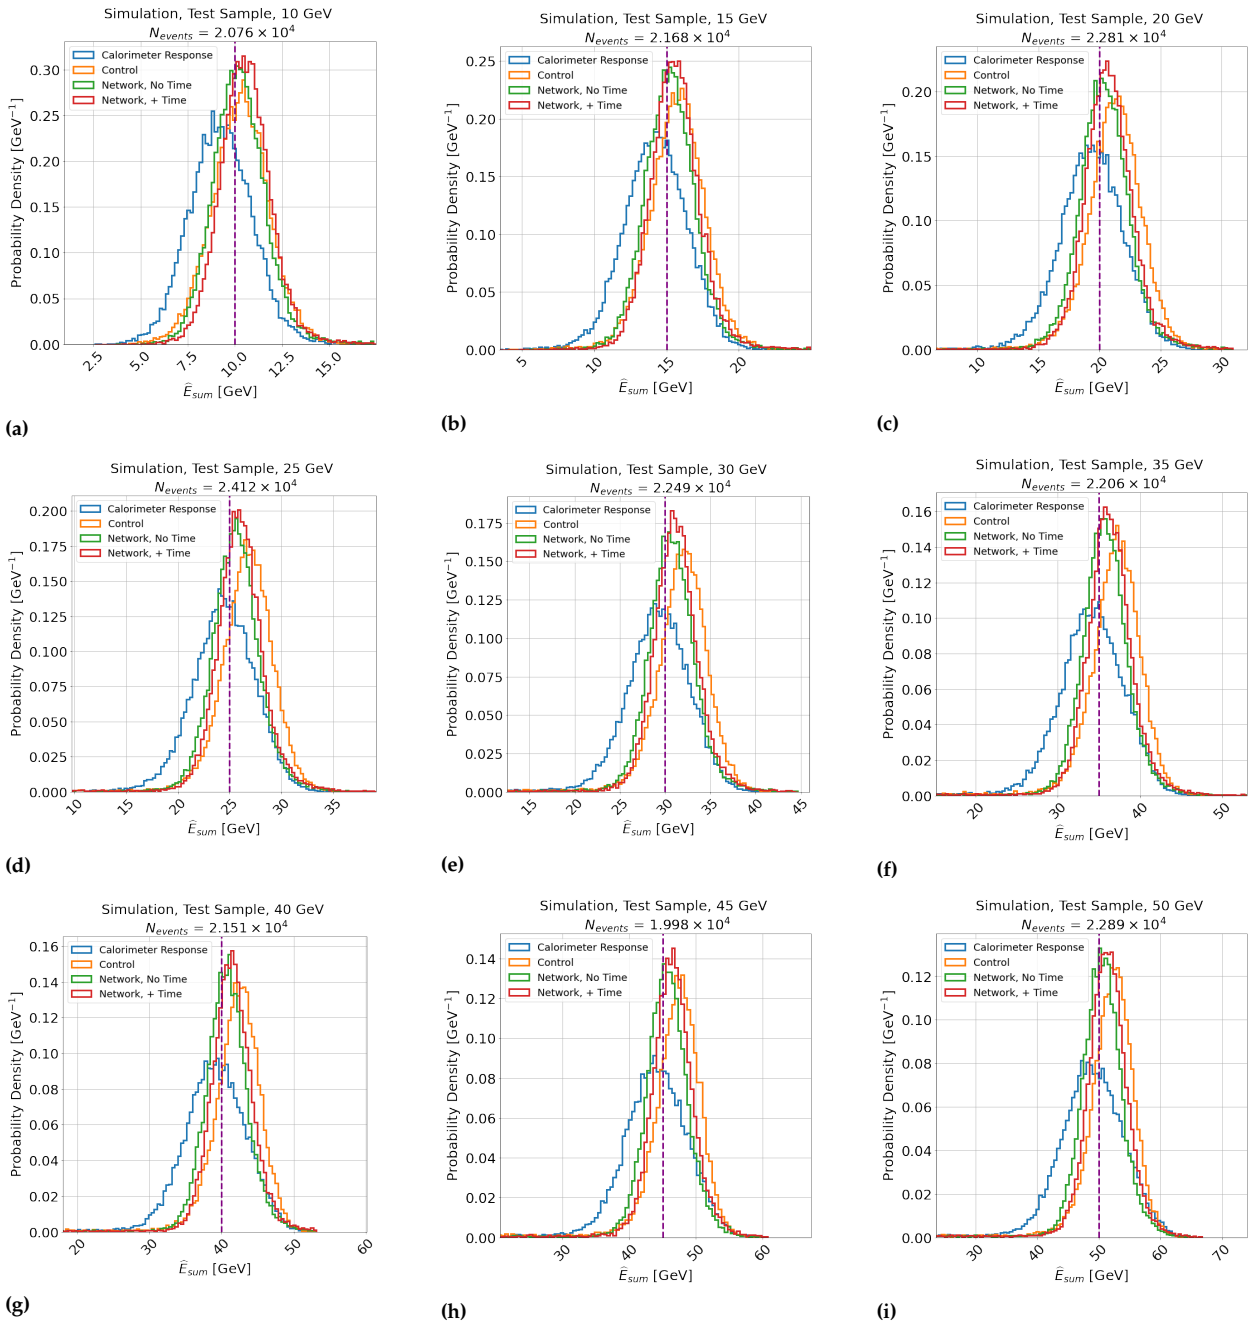 Simulation, Test Sample, 10 GeV
N_events = 2.076 × 10^4
Calorimeter Response
Control
Network, No Time
Network, + Time
Probability Density [GeV^−1]
0.30
0.25
0.20
0.15
0.10
0.05
0.00
2.5 5.0 7.5 10.0 12.5 15.0
Ê_sum [GeV]
(a)
Simulation, Test Sample, 15 GeV
N_events = 2.168 × 10^4
Calorimeter Response
Control
Network, No Time
Network, + Time
Probability Density [GeV^−1]
0.25
0.20
0.15
0.10
0.05
0.00
5 10 15 20
Ê_sum [GeV]
(b)
Simulation, Test Sample, 20 GeV
N_events = 2.281 × 10^4
Calorimeter Response
Control
Network, No Time
Network, + Time
Probability Density [GeV^−1]
0.20
0.15
0.10
0.05
0.00
10 15 20 25 30
Ê_sum [GeV]
(c)
Simulation, Test Sample, 25 GeV
N_events = 2.412 × 10^4
Calorimeter Response
Control
Network, No Time
Network, + Time
Probability Density [GeV^−1]
0.200
0.175
0.150
0.125
0.100
0.075
0.050
0.025
0.000
10 15 20 25 30 35
Ê_sum [GeV]
(d)
Simulation, Test Sample, 30 GeV
N_events = 2.249 × 10^4
Calorimeter Response
Control
Network, No Time
Network, + Time
Probability Density [GeV^−1]
0.175
0.150
0.125
0.100
0.075
0.050
0.025
0.000
15 20 25 30 35 40 45
Ê_sum [GeV]
(e)
Simulation, Test Sample, 35 GeV
N_events = 2.206 × 10^4
Calorimeter Response
Control
Network, No Time
Network, + Time
Probability Density [GeV^−1]
0.16
0.14
0.12
0.10
0.08
0.06
0.04
0.02
0.00
20 30 40 50
Ê_sum [GeV]
(f)
Simulation, Test Sample, 40 GeV
N_events = 2.151 × 10^4
Calorimeter Response
Control
Network, No Time
Network, + Time
Probability Density [GeV^−1]
0.16
0.14
0.12
0.10
0.08
0.06
0.04
0.02
0.00
20 30 40 50 60
Ê_sum [GeV]
(g)
Simulation, Test Sample, 45 GeV
N_events = 1.998 × 10^4
Calorimeter Response
Control
Network, No Time
Network, + Time
Probability Density [GeV^−1]
0.14
0.12
0.10
0.08
0.06
0.04
0.02
0.00
30 40 50 60
Ê_sum [GeV]
(h)
Simulation, Test Sample, 50 GeV
N_events = 2.289 × 10^4
Calorimeter Response
Control
Network, No Time
Network, + Time
Probability Density [GeV^−1]
0.12
0.10
0.08
0.06
0.04
0.02
0.00
30 40 50 60 70
Ê_sum [GeV]
(i)